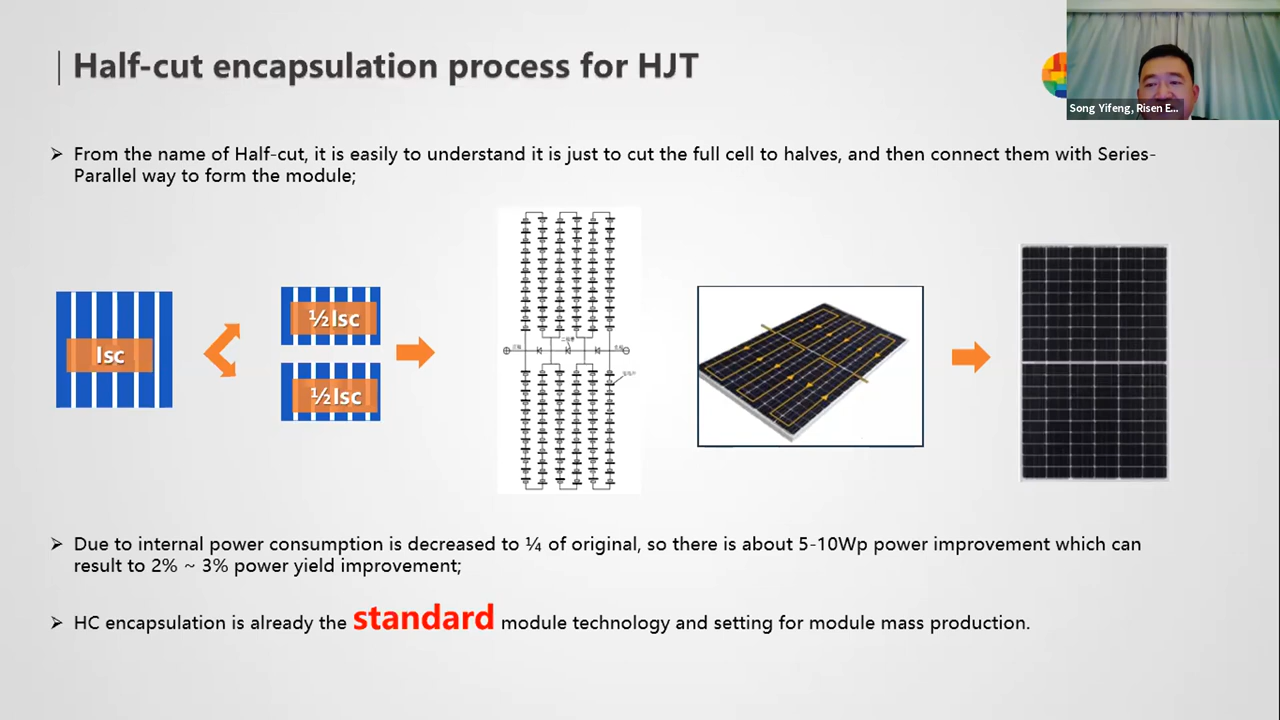 Half-cut encapsulation process for HJT
Song Yifeng, Risen E...
➢ From the name of Half-cut, it is easily to understand it is just to cut the full cell to halves, and then connect them with Series-
Parallel way to form the module;
Isc
½Isc
½Isc
➢ Due to internal power consumption is decreased to ¼ of original, so there is about 5-10Wp power improvement which can
result to 2% ~ 3% power yield improvement;
➢ HC encapsulation is already the standard module technology and setting for module mass production.